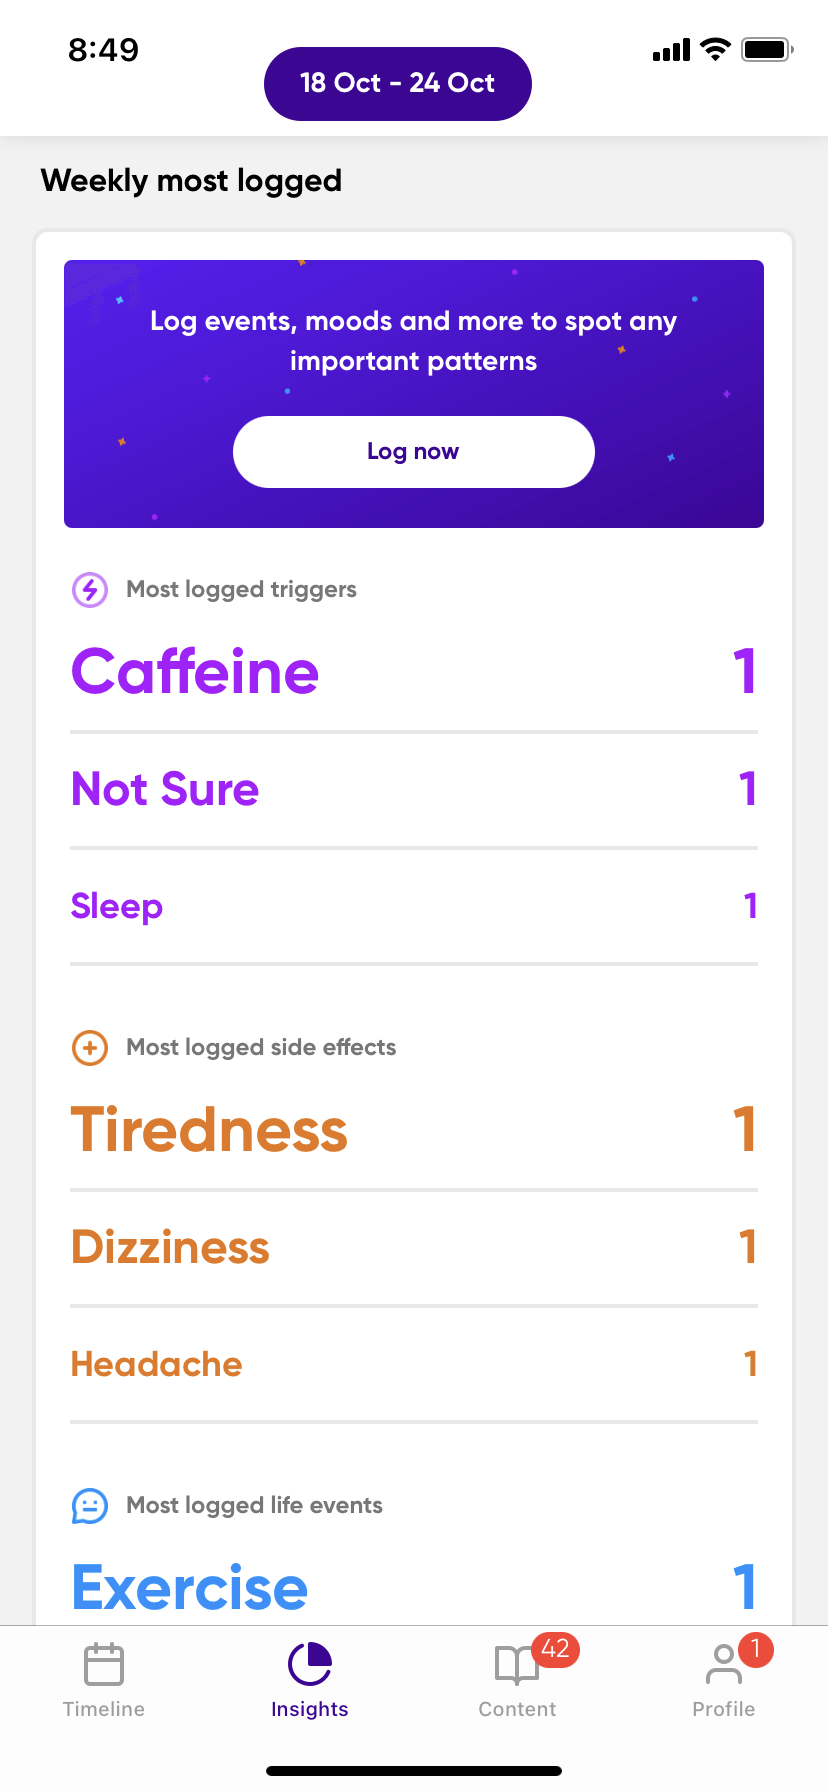 8:49
18 Oct - 24 Oct
Weekly most logged
Log events, moods and more to spot any
important patterns
Log now
Most logged triggers
Caffeine 1
Not Sure 1
Sleep 1
Most logged side effects
Tiredness 1
Dizziness 1
Headache 1
Most logged life events
Exercise 1
42
1
Timeline Insights Content Profile